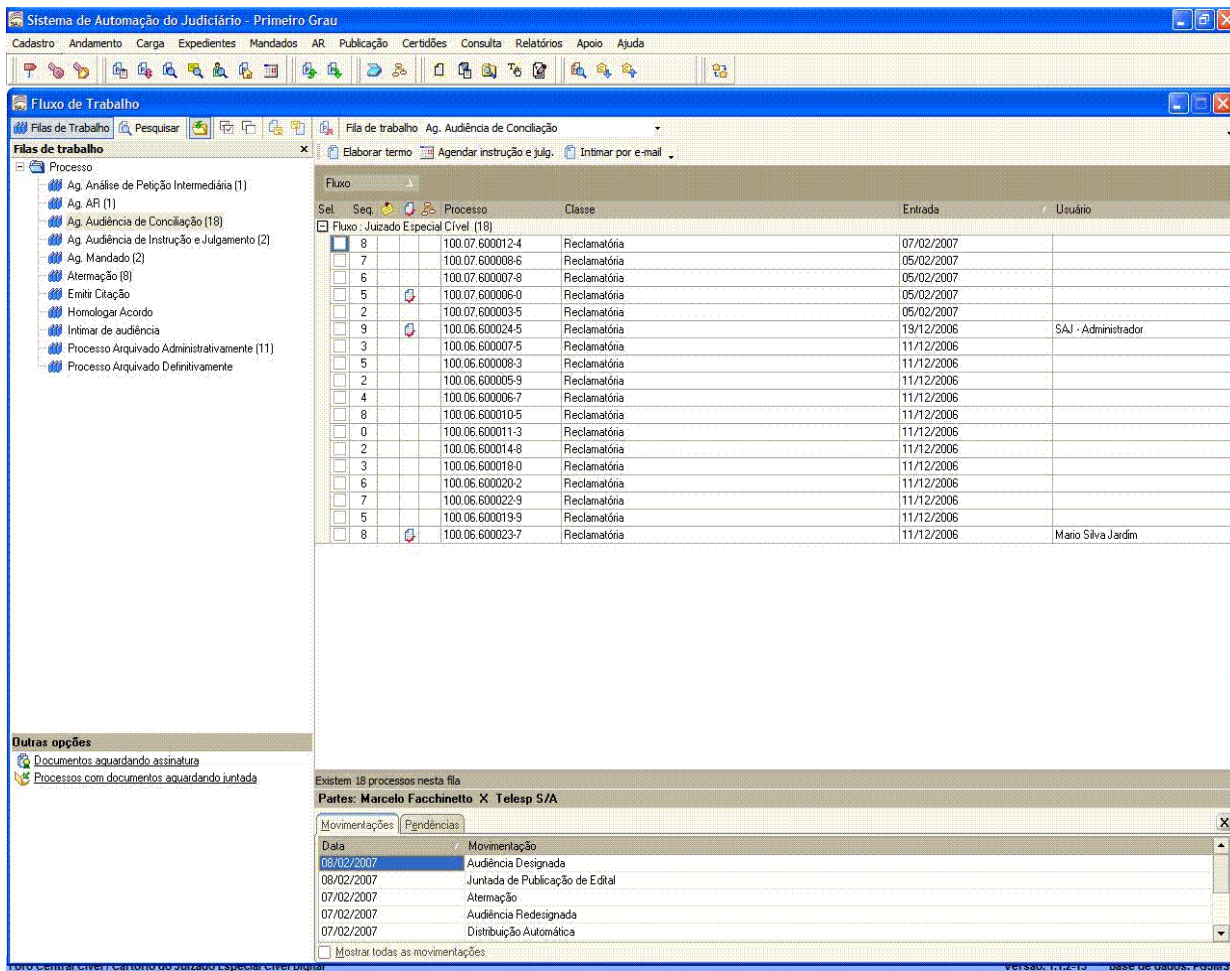 Sistema de Automação do Judiciário - Primeiro Grau
Cadastro Andamento Carga Expedientes Mandados AR Publicação Certidões Consulta Relatórios Apoio Ajuda
Fluxo de Trabalho
Filas de Trabalho Pesquisar Fila de trabalho Ag. Audiência de Conciliação
Filas de trabalho x
Elaborar termo Agendar instrução e julg. Intimar por e-mail
Processo
Ag. Análise de Petição Intermediária (1)
Ag. AR (1)
Ag. Audiência de Conciliação (18)
Ag. Audiência de Instrução e Julgamento (2)
Ag. Mandado (2)
Atermação (8)
Emitir Citação
Homologar Acordo
Intimar de audiência
Processo Arquivado Administrativamente (11)
Processo Arquivado Definitivamente
Fluxo
Sel. Seq. Processo Classe Entrada Usuário
Fluxo : Juizado Especial Cível (18)
8 100.07.600012-4 Reclamatória 07/02/2007
7 100.07.600008-6 Reclamatória 05/02/2007
6 100.07.600007-8 Reclamatória 05/02/2007
5 100.07.600006-0 Reclamatória 05/02/2007
2 100.07.600003-5 Reclamatória 05/02/2007
9 100.06.600024-5 Reclamatória 19/12/2006 SAJ - Administrador
3 100.06.600007-5 Reclamatória 11/12/2006
5 100.06.600008-3 Reclamatória 11/12/2006
2 100.06.600005-9 Reclamatória 11/12/2006
4 100.06.600006-7 Reclamatória 11/12/2006
8 100.06.600010-5 Reclamatória 11/12/2006
0 100.06.600011-3 Reclamatória 11/12/2006
2 100.06.600014-8 Reclamatória 11/12/2006
3 100.06.600018-0 Reclamatória 11/12/2006
6 100.06.600020-2 Reclamatória 11/12/2006
7 100.06.600022-9 Reclamatória 11/12/2006
5 100.06.600019-9 Reclamatória 11/12/2006
8 100.06.600023-7 Reclamatória 11/12/2006 Mario Silva Jardim
Outras opções
Documentos aguardando assinatura
Processos com documentos aguardando juntada
Existem 18 processos nesta fila
Partes: Marcelo Facchinetto X Telesp S/A
Movimentações Pendências
Data Movimentação
08/02/2007 Audiência Designada
08/02/2007 Juntada de Publicação de Edital
07/02/2007 Atermação
07/02/2007 Audiência Redesignada
07/02/2007 Distribuição Automática
Mostrar todas as movimentações
Foro Central Cível / Cartório do Juizado Especial Cível Digital